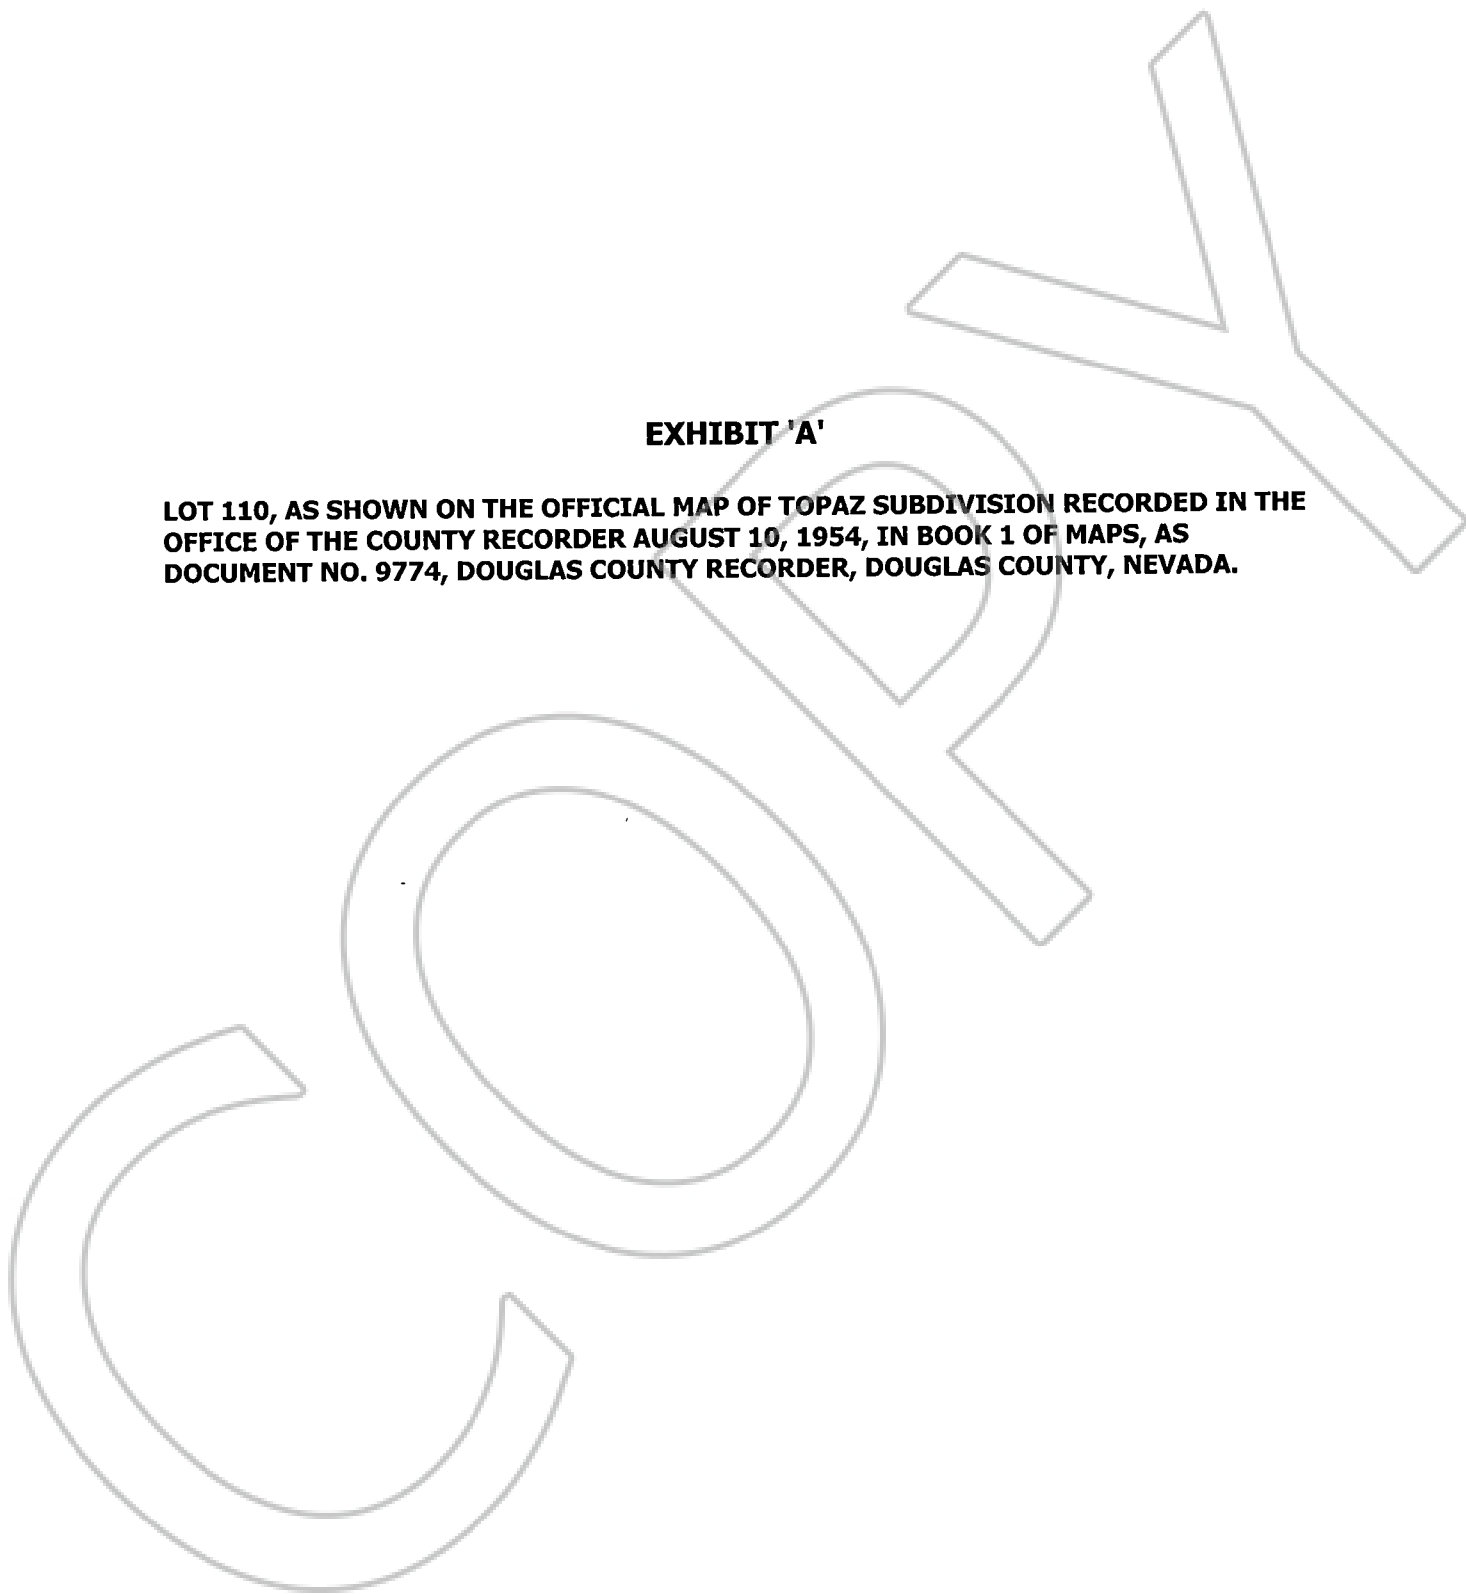 EXHIBIT 'A'
LOT 110, AS SHOWN ON THE OFFICIAL MAP OF TOPAZ SUBDIVISION RECORDED IN THE
OFFICE OF THE COUNTY RECORDER AUGUST 10, 1954, IN BOOK 1 OF MAPS, AS
DOCUMENT NO. 9774, DOUGLAS COUNTY RECORDER, DOUGLAS COUNTY, NEVADA.
COPY